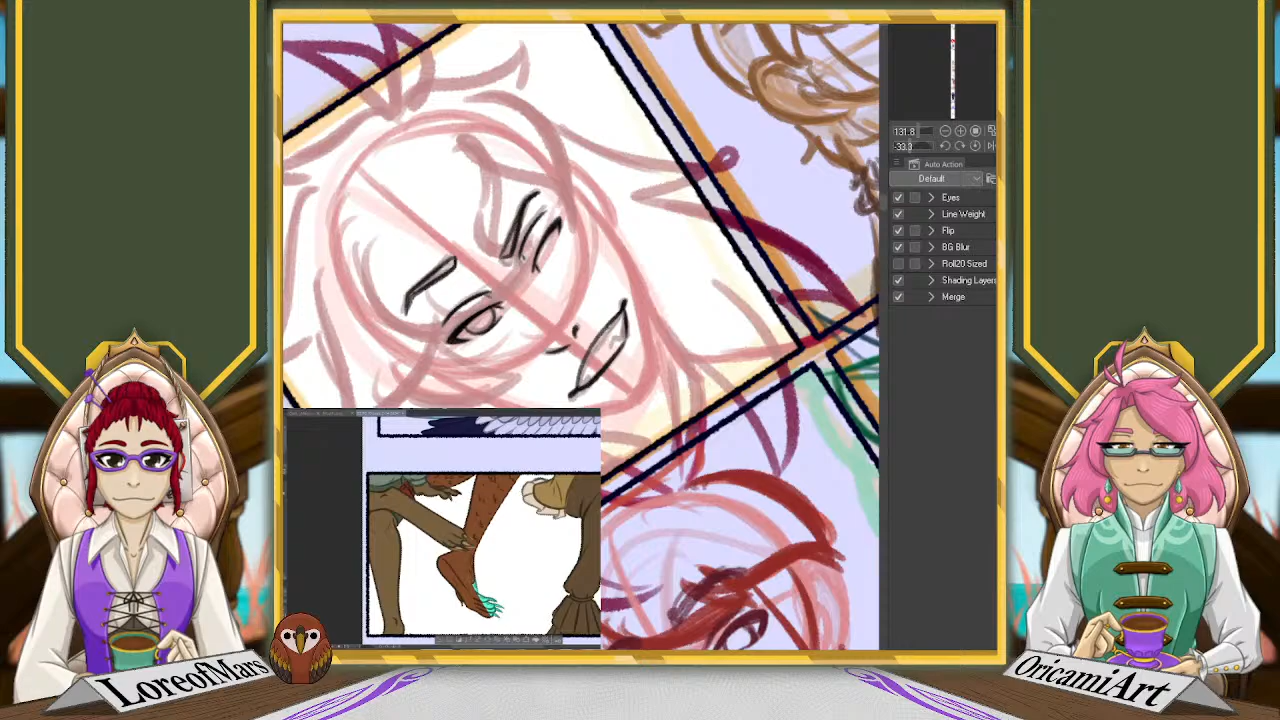 131.8
-33.3
Auto Action
Default
Eyes
Line Weight
Flip
BG Blur
Roll20 Sized
Shading Layers
Merge
LoreofMars
OricamiArt